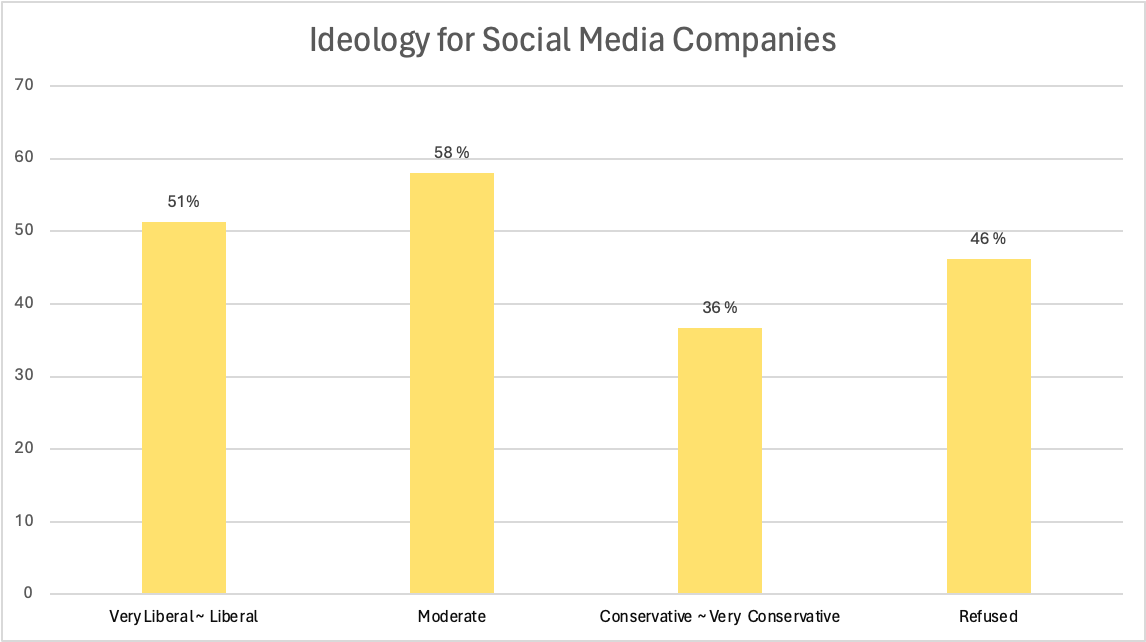 Ideology for Social Media Companies
70
60
50
40
30
20
10
0
51%
58 %
36 %
46 %
Very Liberal ~ Liberal
Moderate
Conservative ~ Very Conservative
Refused